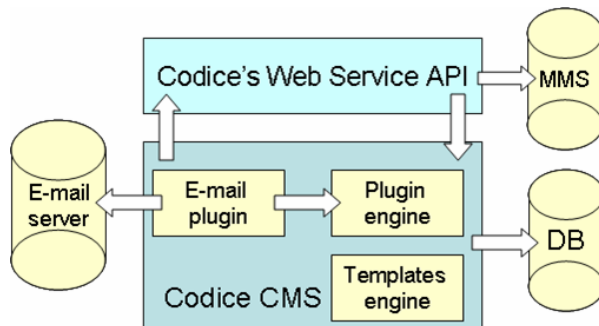 Codice's Web Service API
MMS
E-mail
server
E-mail
plugin
Plugin
engine
DB
Templates
engine
Codice CMS